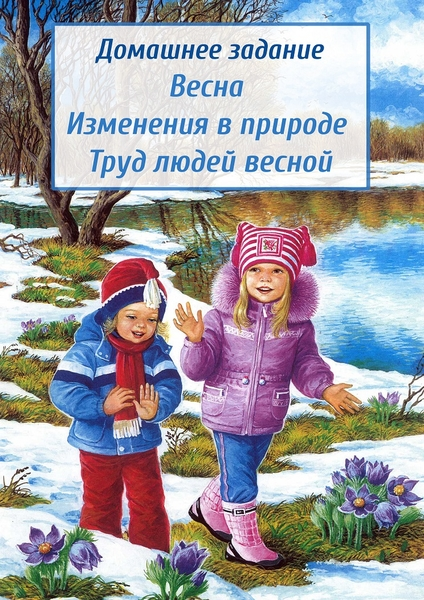 Домашнее задание
Весна
Изменения в природе
Труд людей весной